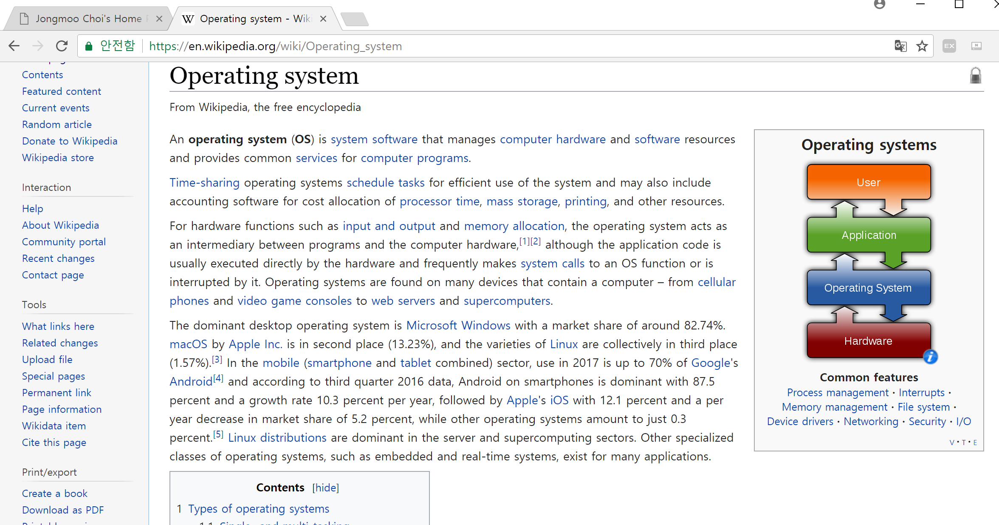 Jongmoo Choi's Home
Operating system - Wiki
안전함
https://en.wikipedia.org/wiki/Operating_system
EX
N
Contents
Featured content
Current events
Random article
Donate to Wikipedia
Wikipedia store
Interaction
Help
About Wikipedia
Community portal
Recent changes
Contact page
Tools
What links here
Related changes
Upload file
Special pages
Permanent link
Page information
Wikidata item
Cite this page
Print/export
Create a book
Download as PDF
Operating system
From Wikipedia, the free encyclopedia
An operating system (OS) is system software that manages computer hardware and software resources
and provides common services for computer programs.
Time-sharing operating systems schedule tasks for efficient use of the system and may also include
accounting software for cost allocation of processor time, mass storage, printing, and other resources.
For hardware functions such as input and output and memory allocation, the operating system acts as
an intermediary between programs and the computer hardware,[1][2] although the application code is
usually executed directly by the hardware and frequently makes system calls to an OS function or is
interrupted by it. Operating systems are found on many devices that contain a computer – from cellular
phones and video game consoles to web servers and supercomputers.
The dominant desktop operating system is Microsoft Windows with a market share of around 82.74%.
macOS by Apple Inc. is in second place (13.23%), and the varieties of Linux are collectively in third place
(1.57%).[3] In the mobile (smartphone and tablet combined) sector, use in 2017 is up to 70% of Google's
Android[4] and according to third quarter 2016 data, Android on smartphones is dominant with 87.5
percent and a growth rate 10.3 percent per year, followed by Apple's iOS with 12.1 percent and a per
year decrease in market share of 5.2 percent, while other operating systems amount to just 0.3
percent.[5] Linux distributions are dominant in the server and supercomputing sectors. Other specialized
classes of operating systems, such as embedded and real-time systems, exist for many applications.
Contents [hide]
1 Types of operating systems
1.1 Single- and multi-tasking
Operating systems
User
Application
Operating System
Hardware
Common features
Process management · Interrupts ·
Memory management · File system ·
Device drivers · Networking · Security · I/O
V · T · E